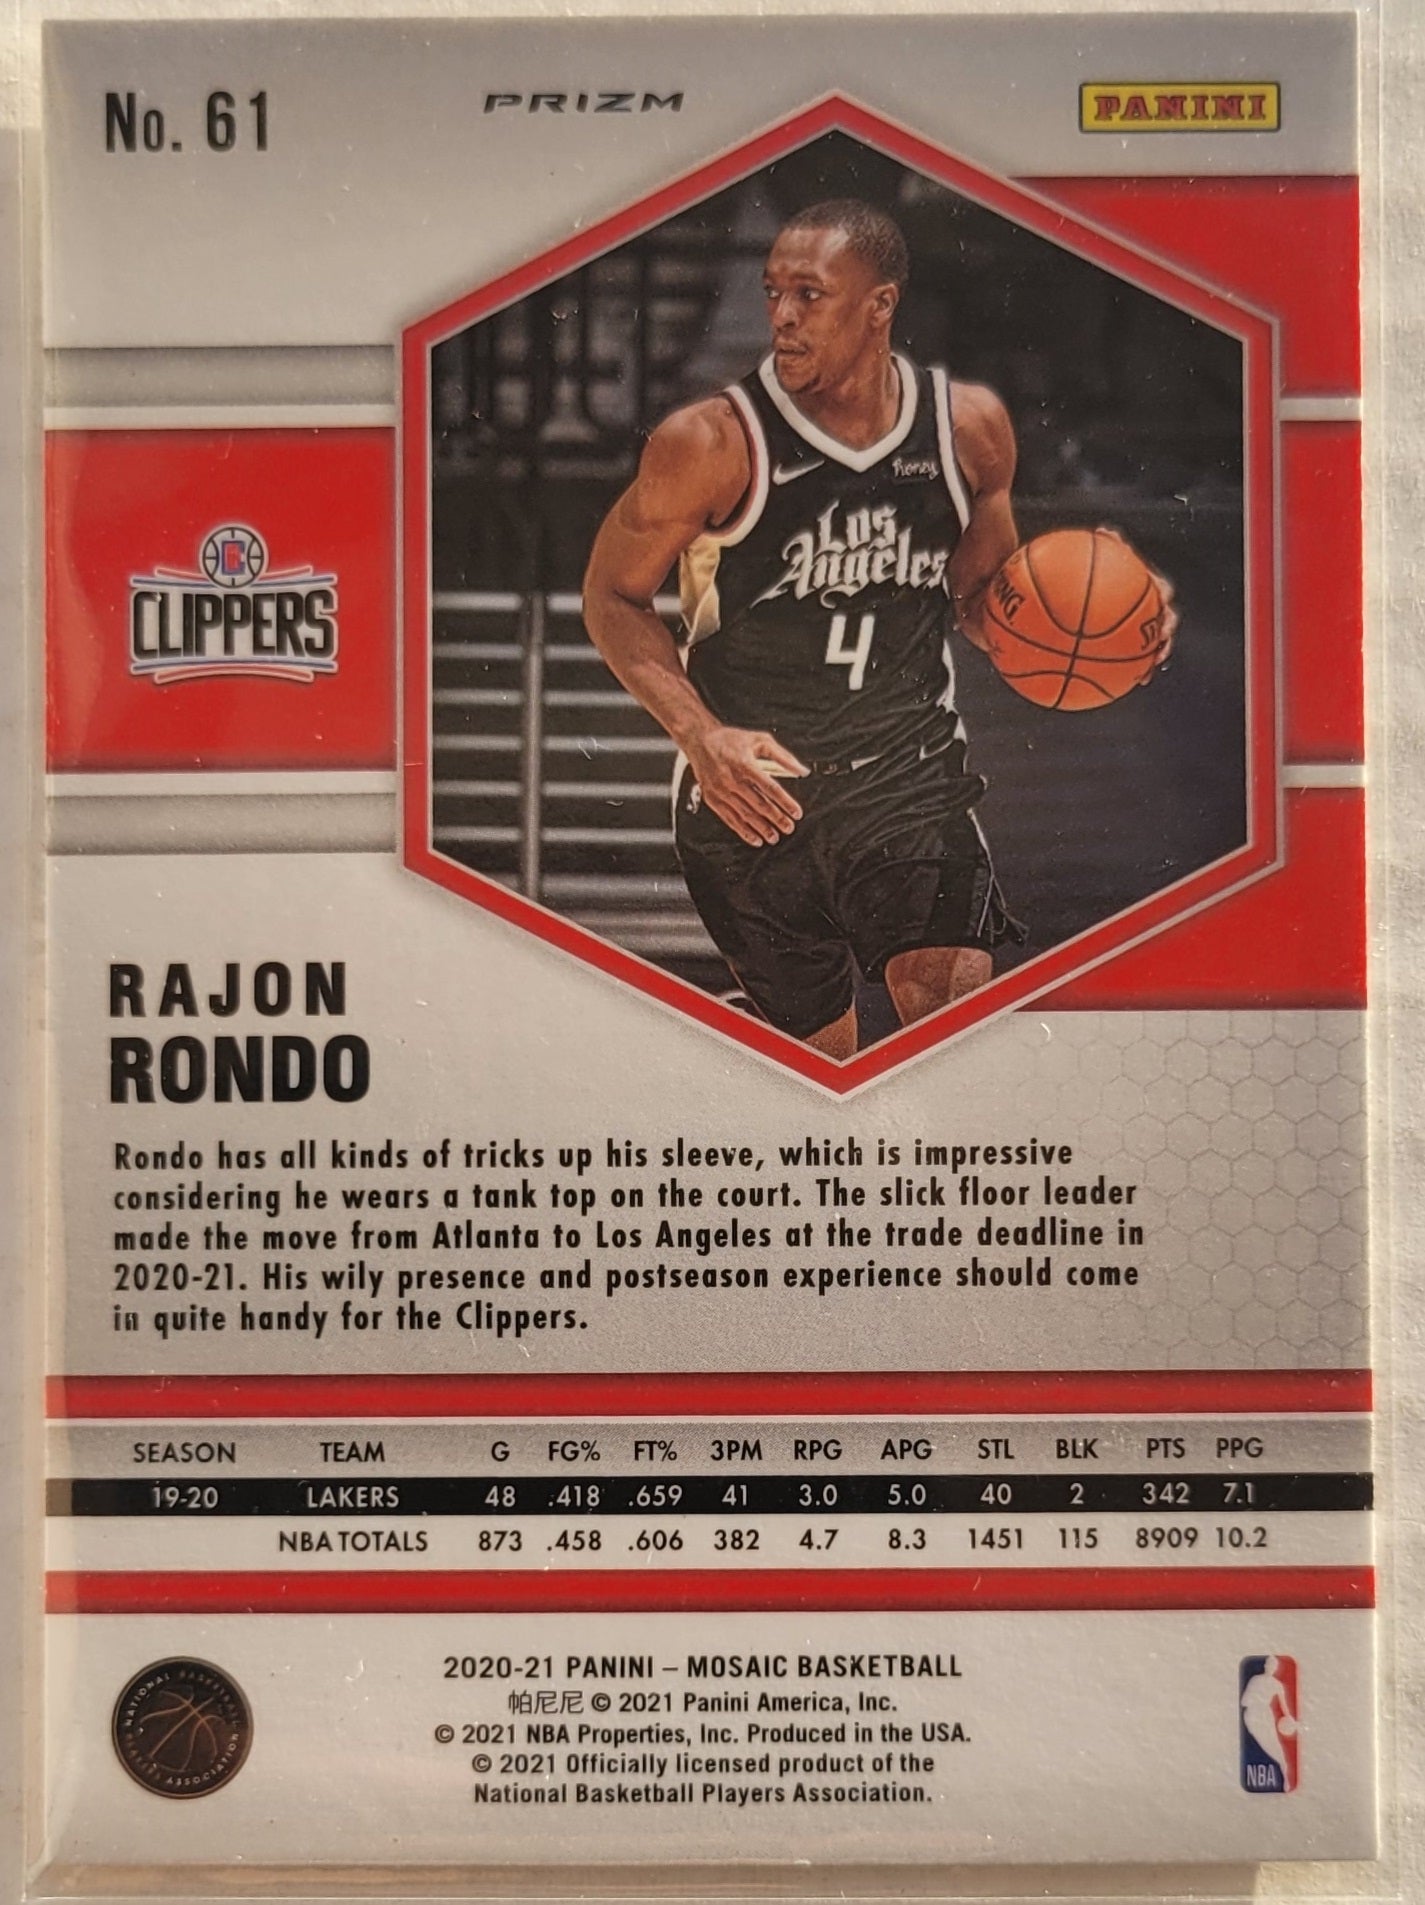 No. 61
PRIZM
PANINI
honey
Los
Angeles
4
CLIPPERS
RAJON
RONDO
Rondo has all kinds of tricks up his sleeve, which is impressive
considering he wears a tank top on the court. The slick floor leader
made the move from Atlanta to Los Angeles at the trade deadline in
2020-21. His wily presence and postseason experience should come
in quite handy for the Clippers.
SEASON TEAM G FG% FT% 3PM RPG APG STL BLK PTS PPG
19-20 LAKERS 48 .418 .659 41 3.0 5.0 40 2 342 7.1
NBA TOTALS 873 .458 .606 382 4.7 8.3 1451 115 8909 10.2
2020-21 PANINI – MOSAIC BASKETBALL
帕尼尼 © 2021 Panini America, Inc.
© 2021 NBA Properties, Inc. Produced in the USA.
© 2021 Officially licensed product of the
National Basketball Players Association.
NATIONAL BASKETBALL
PLAYERS ASSOCIATION
NBA